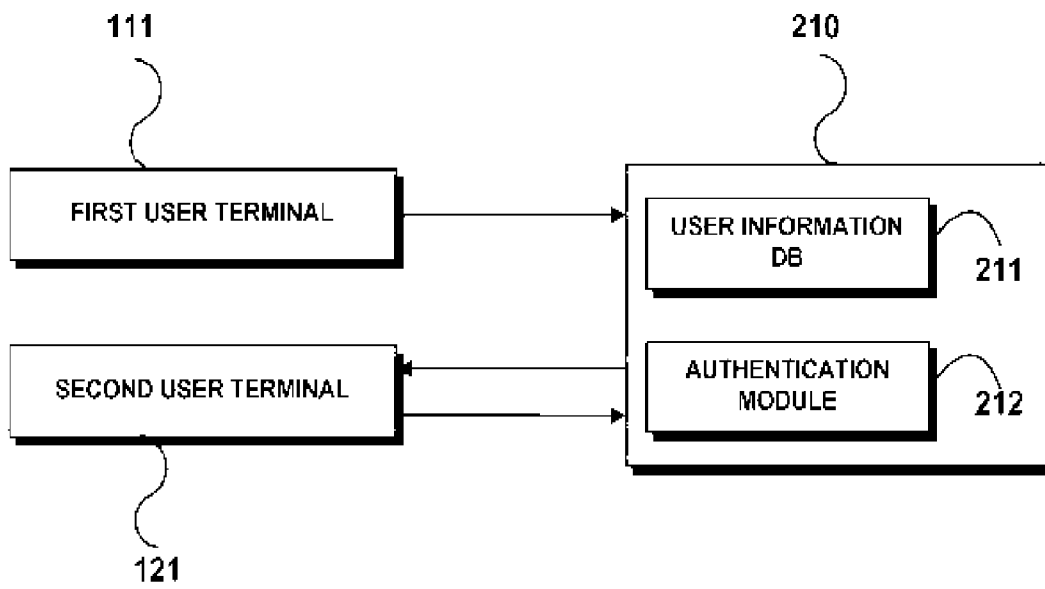 111
210
FIRST USER TERMINAL
USER INFORMATION
DB
211
SECOND USER TERMINAL
AUTHENTICATION
MODULE
212
121